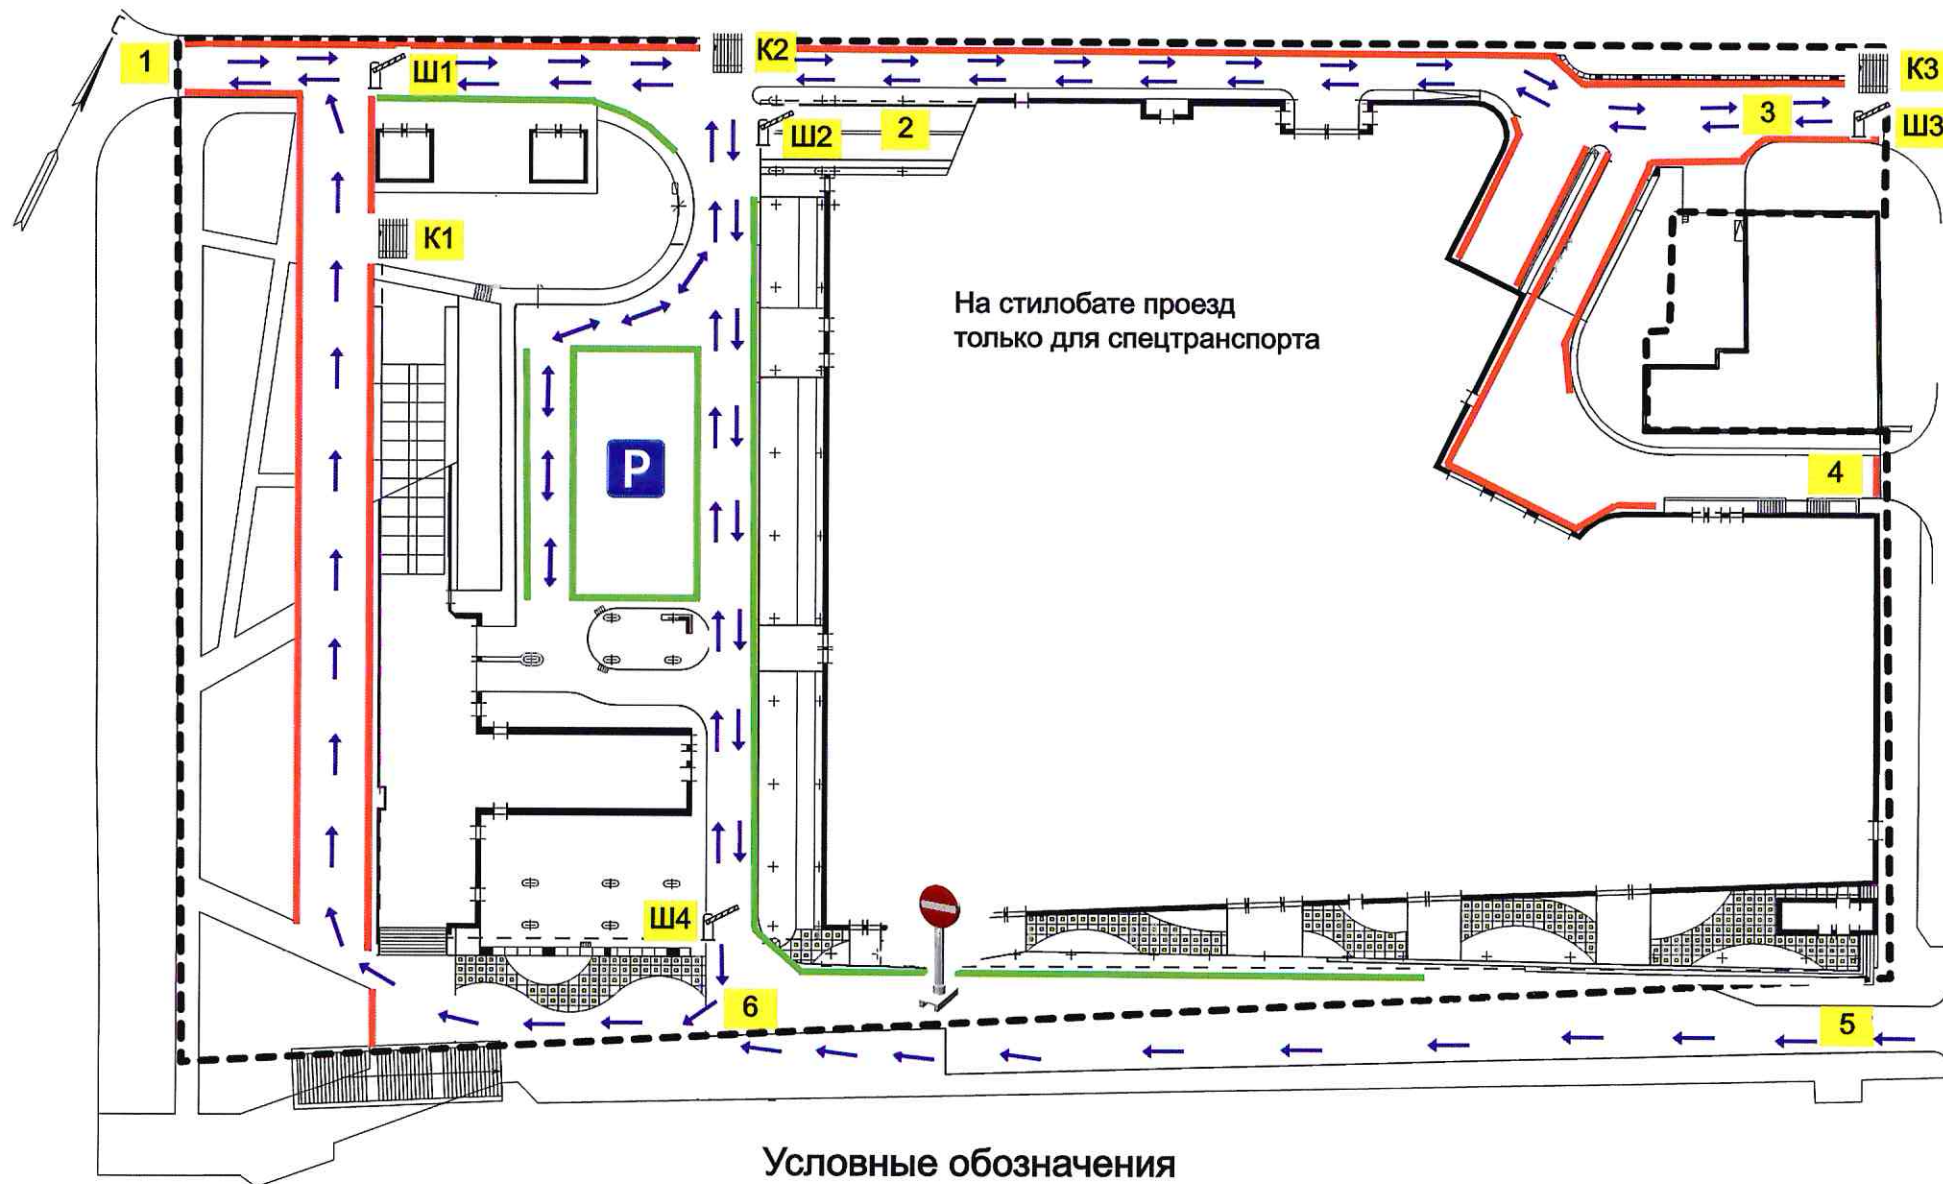 1
Ш1
К2
К3
Ш2
2
3
Ш3
К1
На стилобате проезд
только для спецтранспорта
P
4
Ш4
6
5
Условные обозначения